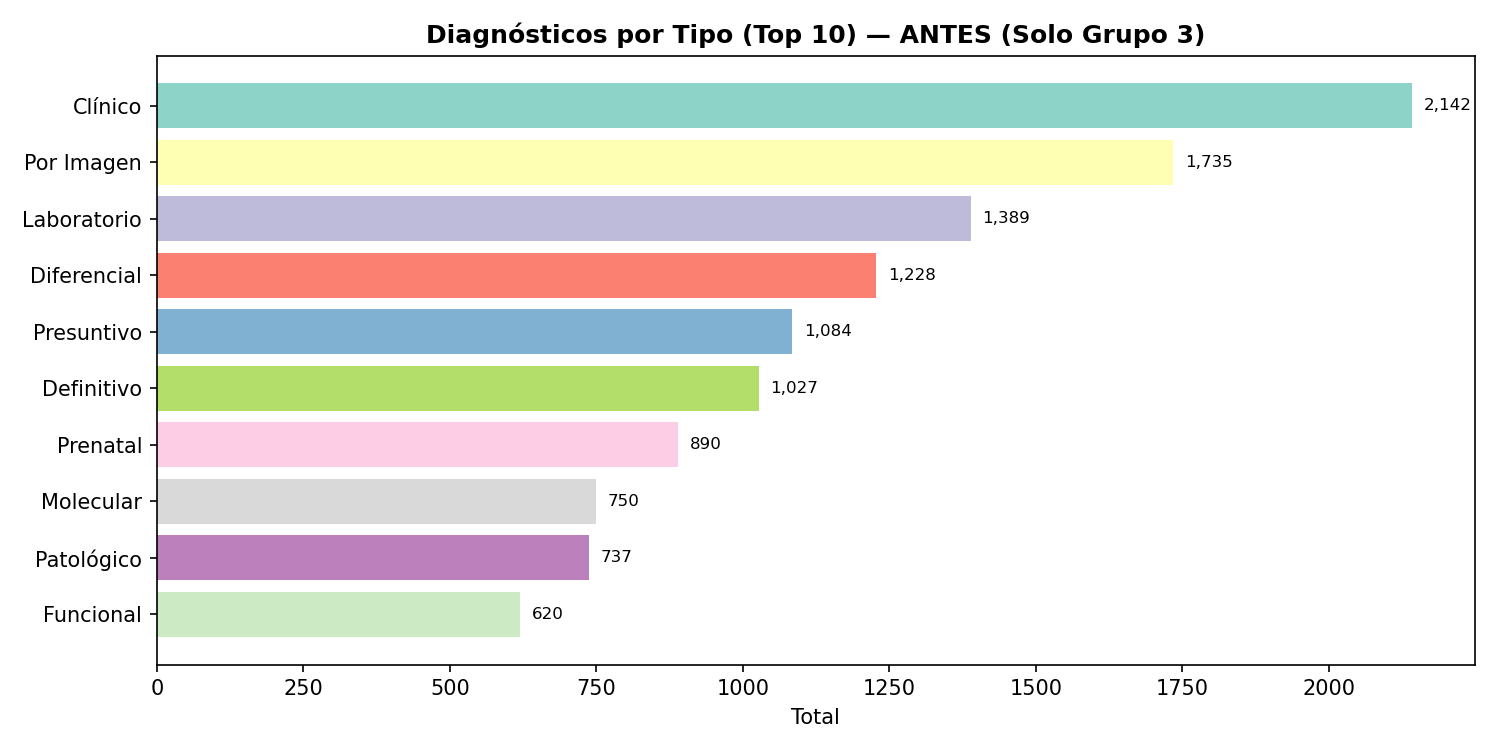 Diagnósticos por Tipo (Top 10) — ANTES (Solo Grupo 3)
Clínico 2,142
Por Imagen 1,735
Laboratorio 1,389
Diferencial 1,228
Presuntivo 1,084
Definitivo 1,027
Prenatal 890
Molecular 750
Patológico 737
Funcional 620
0 250 500 750 1000 1250 1500 1750 2000
Total